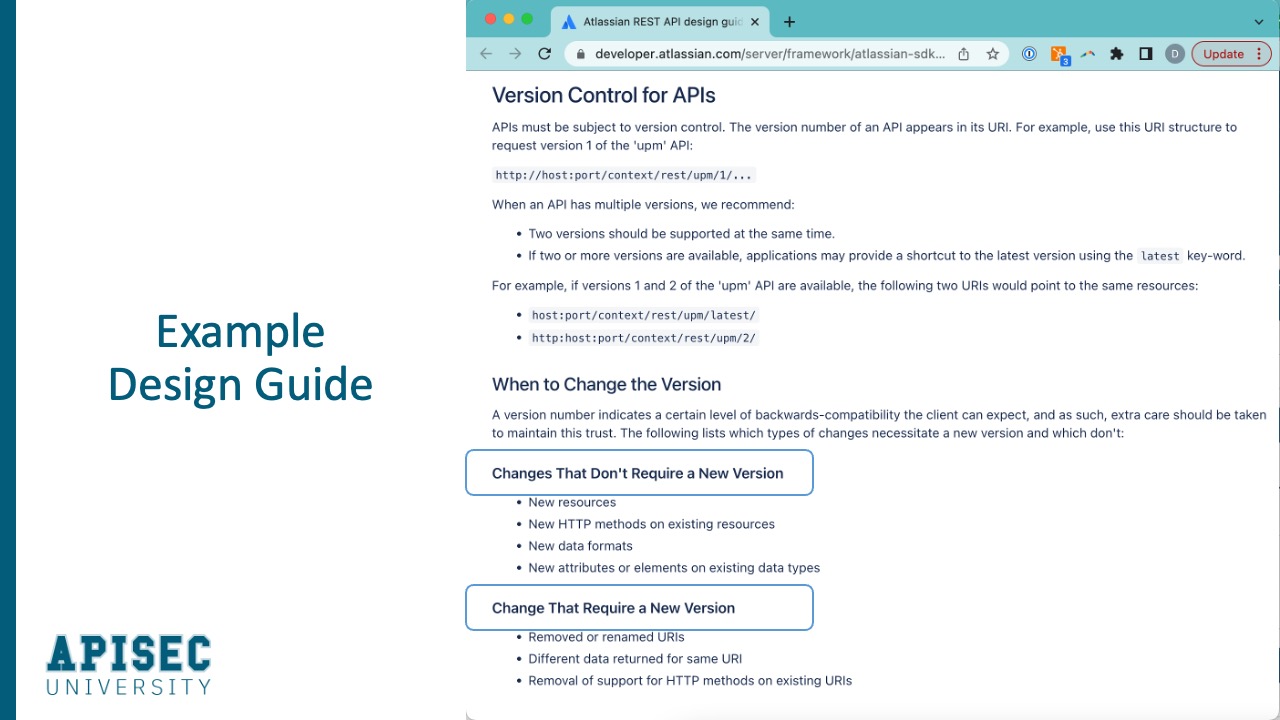 Example
Design Guide
APISEC
UNIVERSITY
Atlassian REST API design guid
developer.atlassian.com/server/framework/atlassian-sdk...
3
D
Update
Version Control for APIs
APIs must be subject to version control. The version number of an API appears in its URI. For example, use this URI structure to
request version 1 of the 'upm' API:
http://host:port/context/rest/upm/1/...
When an API has multiple versions, we recommend:
• Two versions should be supported at the same time.
• If two or more versions are available, applications may provide a shortcut to the latest version using the latest key-word.
For example, if versions 1 and 2 of the 'upm' API are available, the following two URIs would point to the same resources:
• host:port/context/rest/upm/latest/
• http:host:port/context/rest/upm/2/
When to Change the Version
A version number indicates a certain level of backwards-compatibility the client can expect, and as such, extra care should be taken
to maintain this trust. The following lists which types of changes necessitate a new version and which don't:
Changes That Don't Require a New Version
• New resources
• New HTTP methods on existing resources
• New data formats
• New attributes or elements on existing data types
Change That Require a New Version
• Removed or renamed URIs
• Different data returned for same URI
• Removal of support for HTTP methods on existing URIs